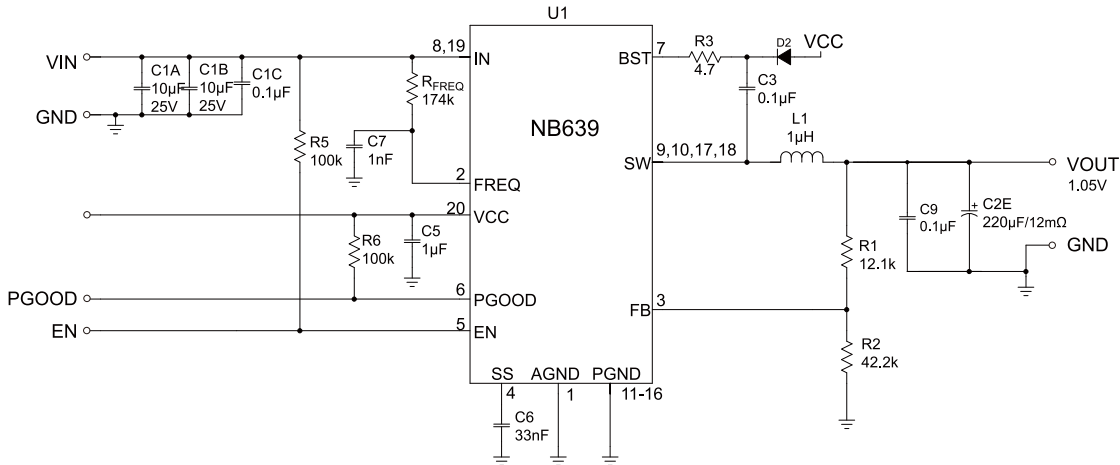 U1
VIN
C1A
10µF
25V
C1B
10µF
25V
C1C
0.1µF
GND
8,19
IN
RFREQ
174k
C7
1nF
R5
100k
2
FREQ
20
VCC
R6
100k
C5
1µF
PGOOD
6
PGOOD
EN
5
EN
NB639
SS
4
AGND
1
PGND
11-16
C6
33nF
BST
7
R3
4.7
D2
VCC
C3
0.1µF
SW
9,10,17,18
L1
1µH
VOUT
1.05V
C9
0.1µF
C2E
+
220µF/12mΩ
GND
R1
12.1k
FB
3
R2
42.2k